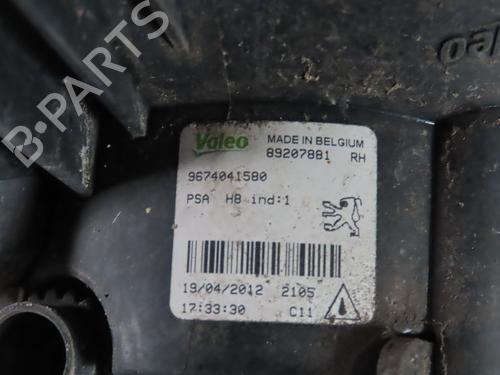 Valeo
MADE IN BELGIUM
89207881 RH
9674041580
PSA H8 ind:1
19/04/2012 2105
17:33:30 C11